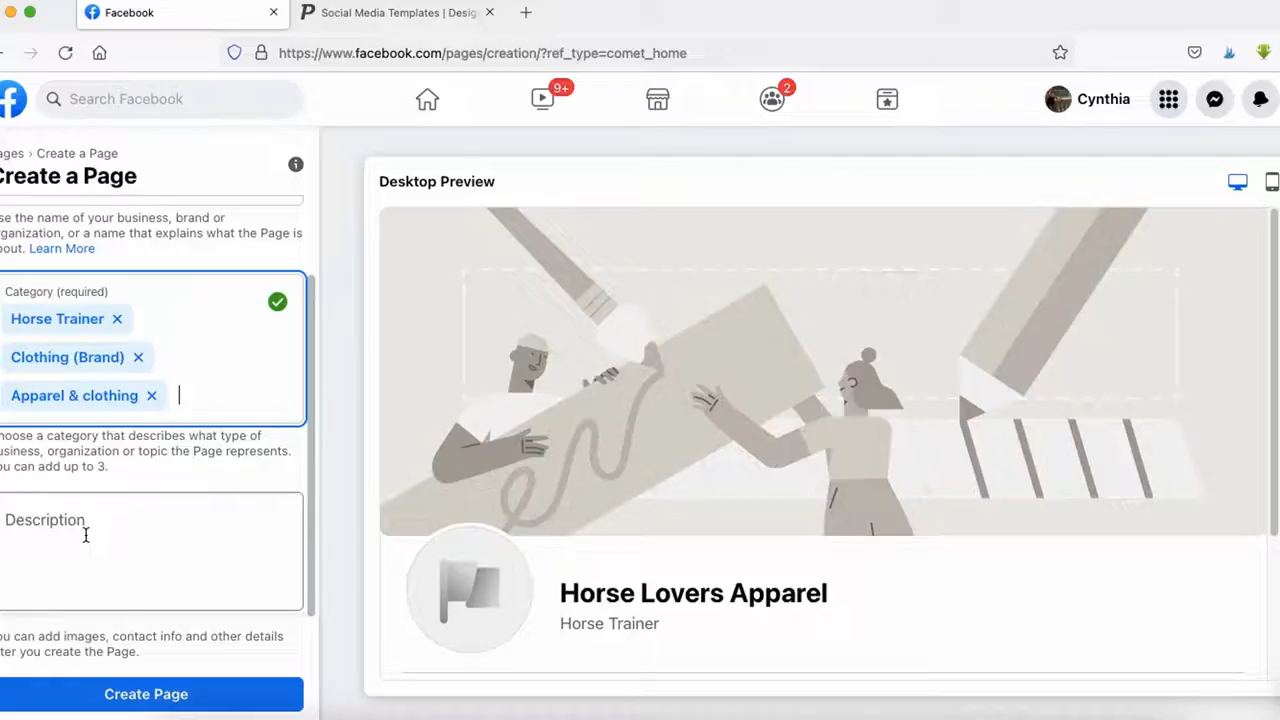 Facebook
Social Media Templates | Desig
https://www.facebook.com/pages/creation/?ref_type=comet_home
Search Facebook
9+
2
Cynthia
ages › Create a Page
Create a Page
se the name of your business, brand or
rganization, or a name that explains what the Page is
bout. Learn More
Category (required)
Horse Trainer
Clothing (Brand)
Apparel & clothing
hoose a category that describes what type of
usiness, organization or topic the Page represents.
ou can add up to 3.
Description
ou can add images, contact info and other details
ter you create the Page.
Create Page
Desktop Preview
Horse Lovers Apparel
Horse Trainer